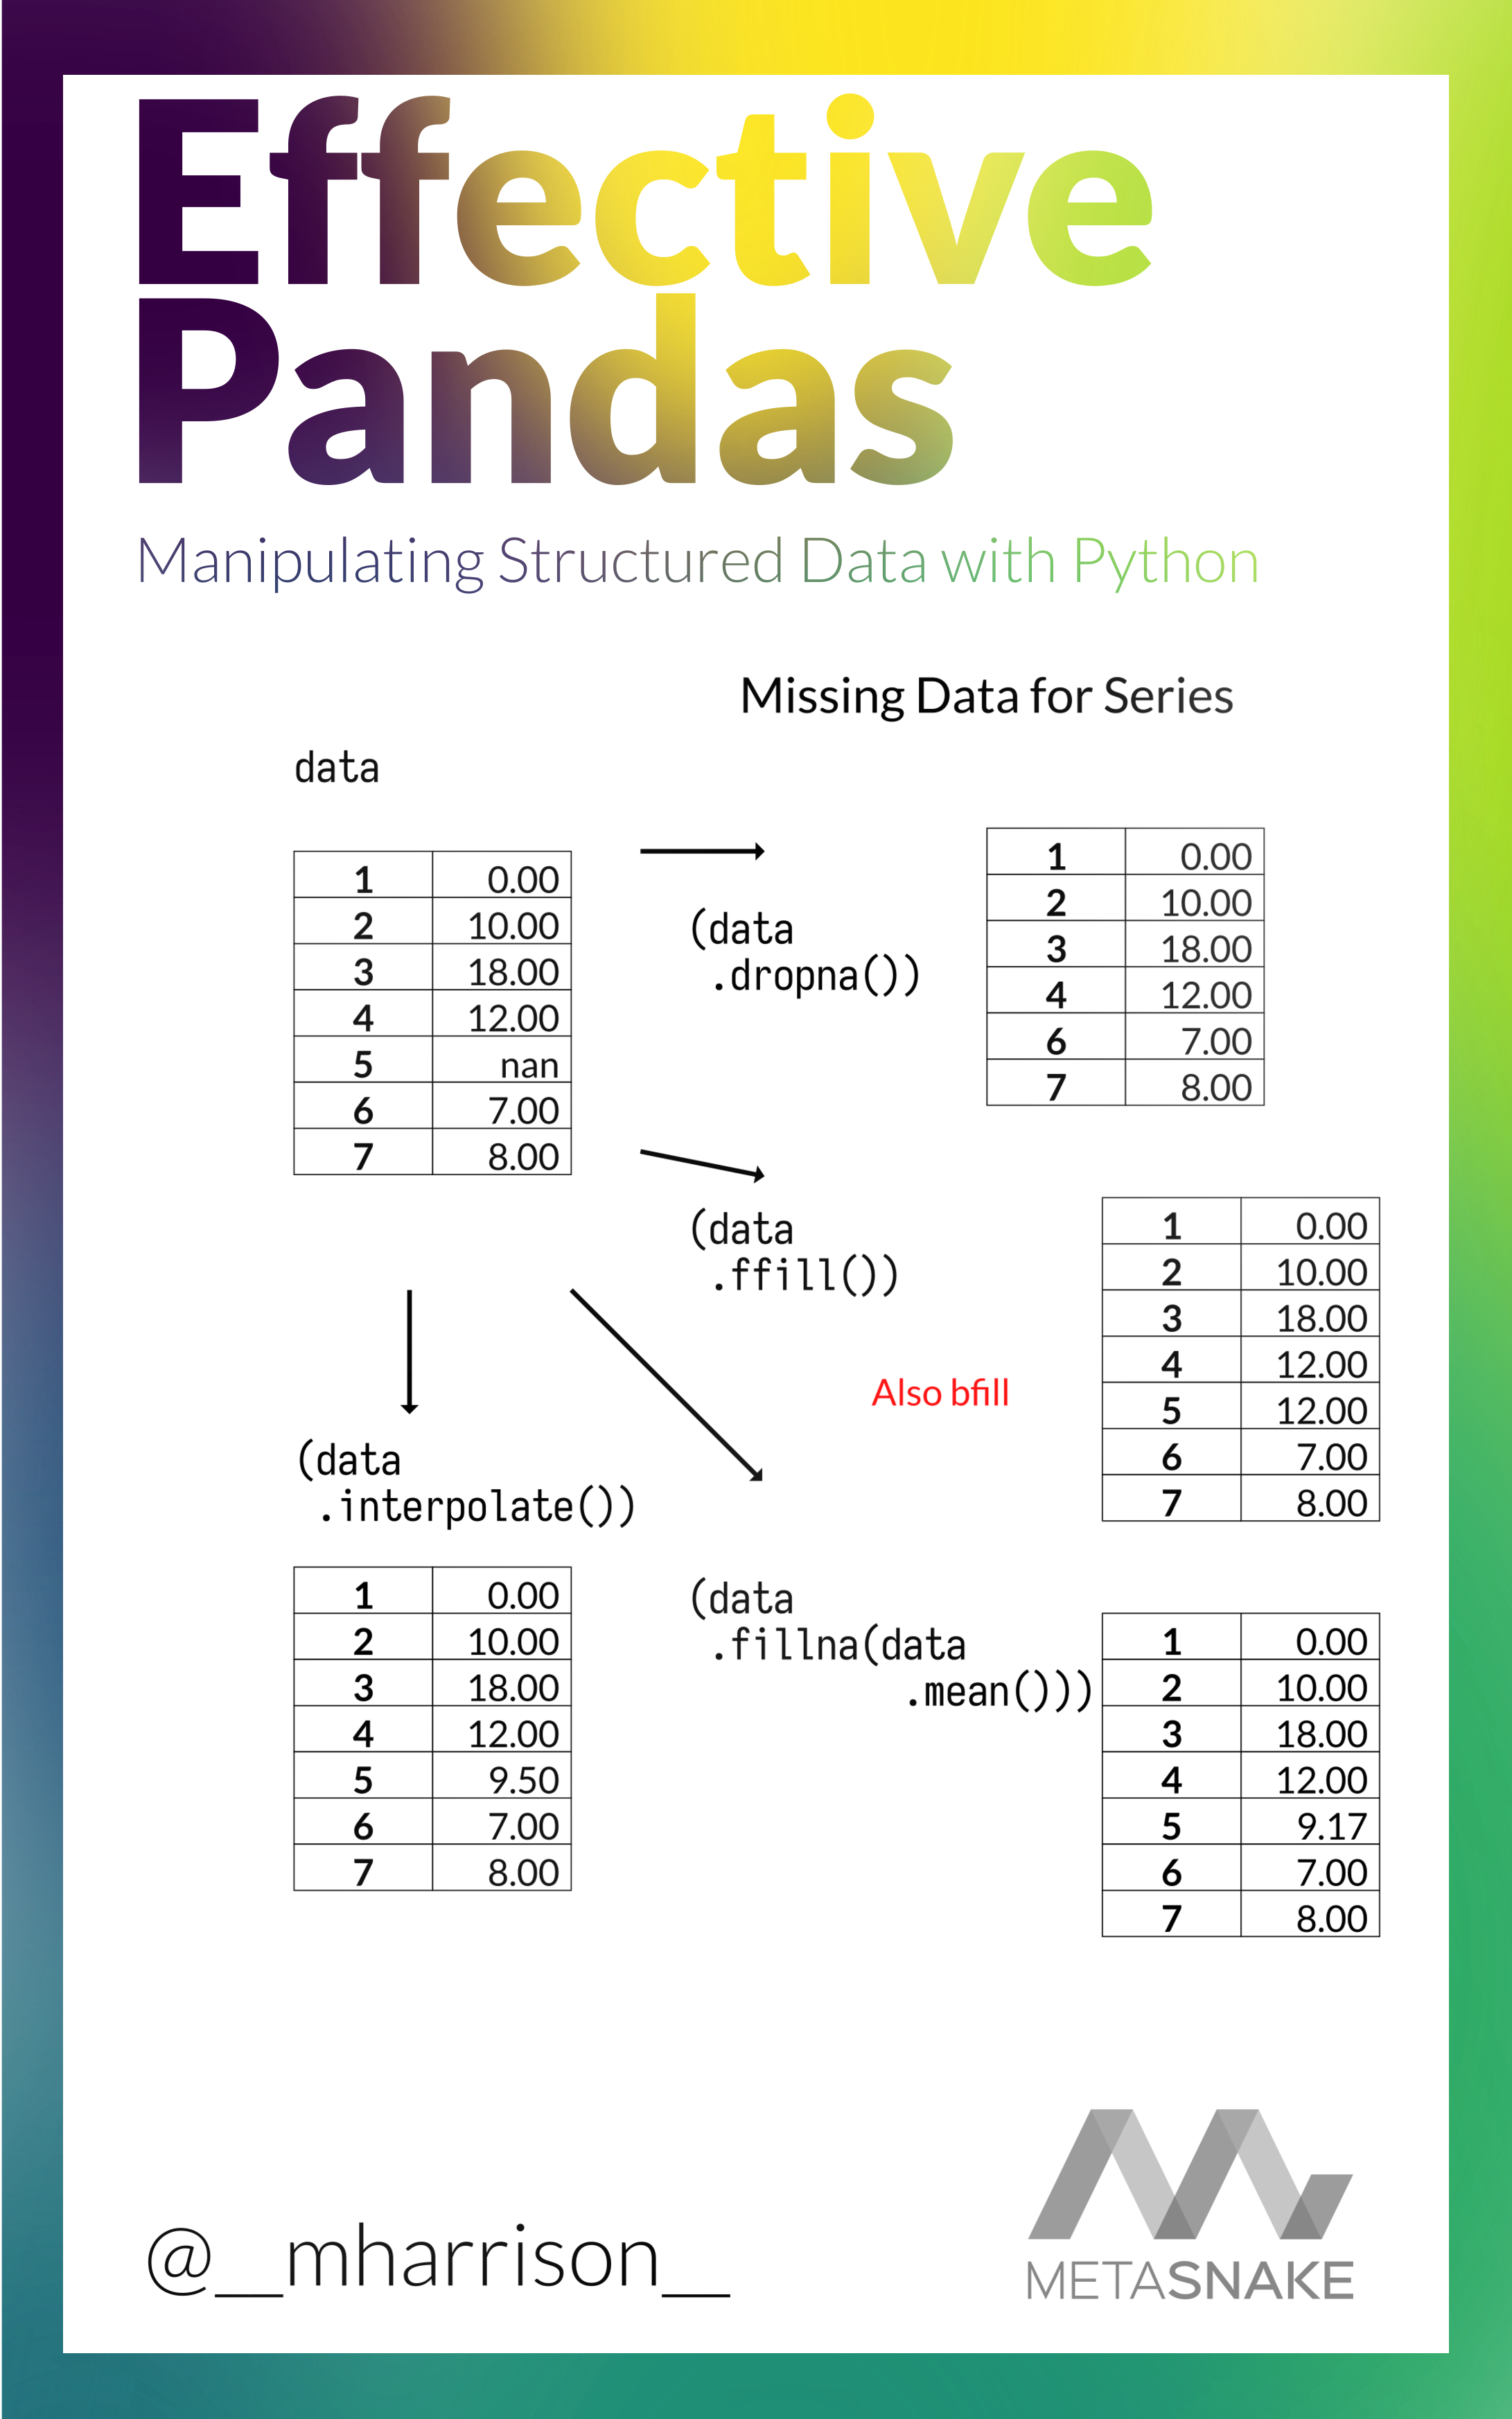 Effective
Pandas
Manipulating Structured Data with Python
Missing Data for Series
data
1 0.00
2 10.00
3 18.00
4 12.00
5 nan
6 7.00
7 8.00
(data
.dropna())
1 0.00
2 10.00
3 18.00
4 12.00
6 7.00
7 8.00
(data
.ffill())
Also bfill
1 0.00
2 10.00
3 18.00
4 12.00
5 12.00
6 7.00
7 8.00
(data
.interpolate())
1 0.00
2 10.00
3 18.00
4 12.00
5 9.50
6 7.00
7 8.00
(data
.fillna(data
.mean()))
1 0.00
2 10.00
3 18.00
4 12.00
5 9.17
6 7.00
7 8.00
@__mharrison__
METASNAKE